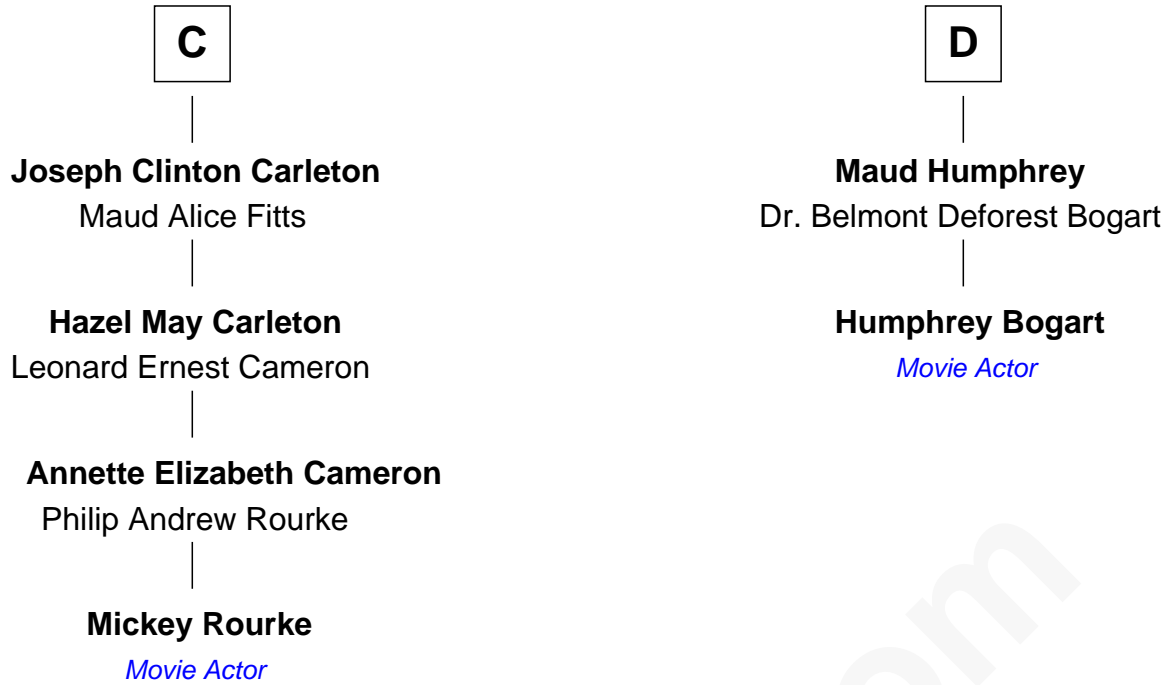 C
Joseph Clinton Carleton
Maud Alice Fitts
Hazel May Carleton
Leonard Ernest Cameron
Annette Elizabeth Cameron
Philip Andrew Rourke
Mickey Rourke
Movie Actor
D
Maud Humphrey
Dr. Belmont Deforest Bogart
Humphrey Bogart
Movie Actor
om